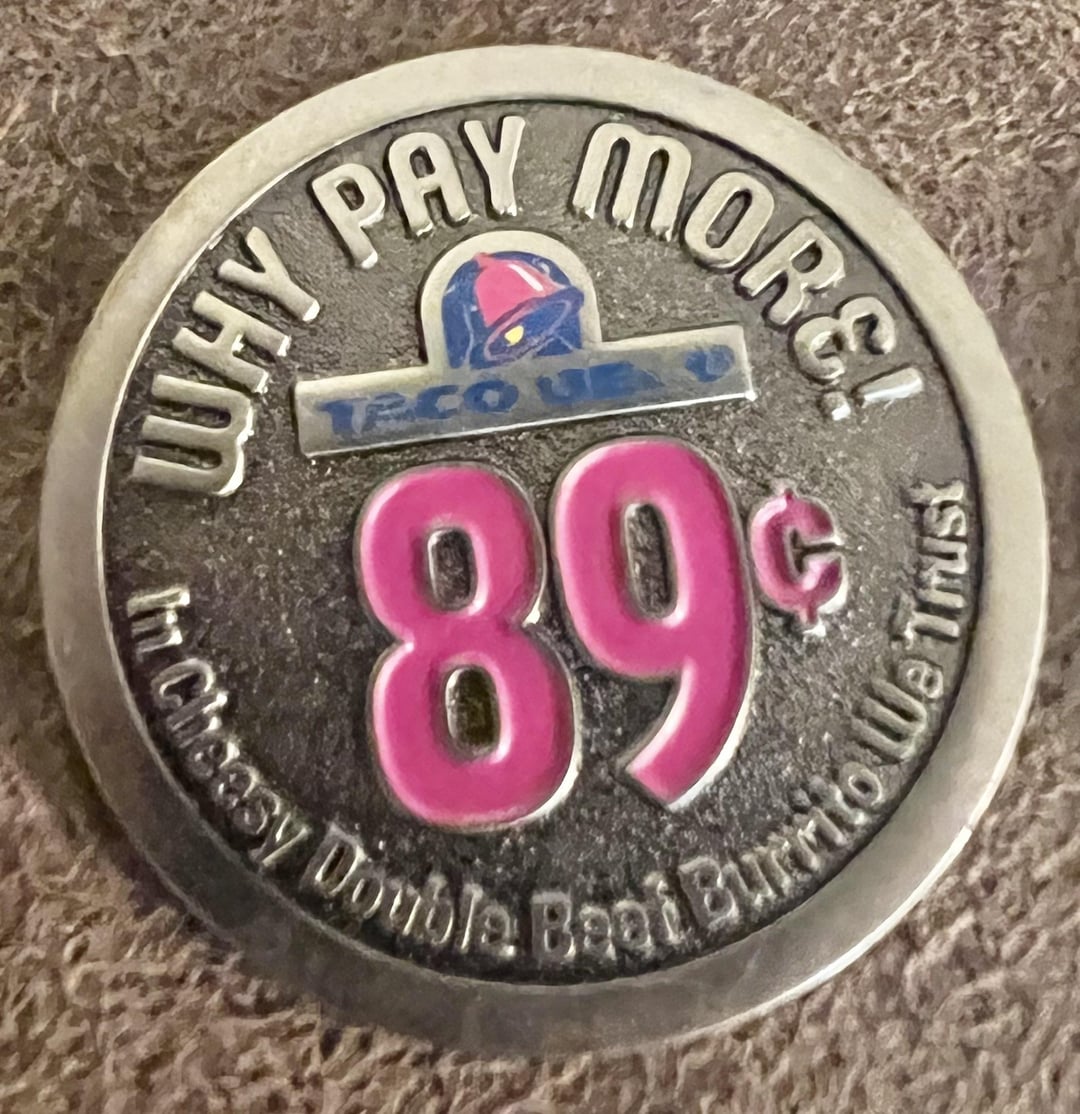 WHY PAY MORE!
TACO BELL
89¢
In Cheesy Double Beef Burrito We Trust